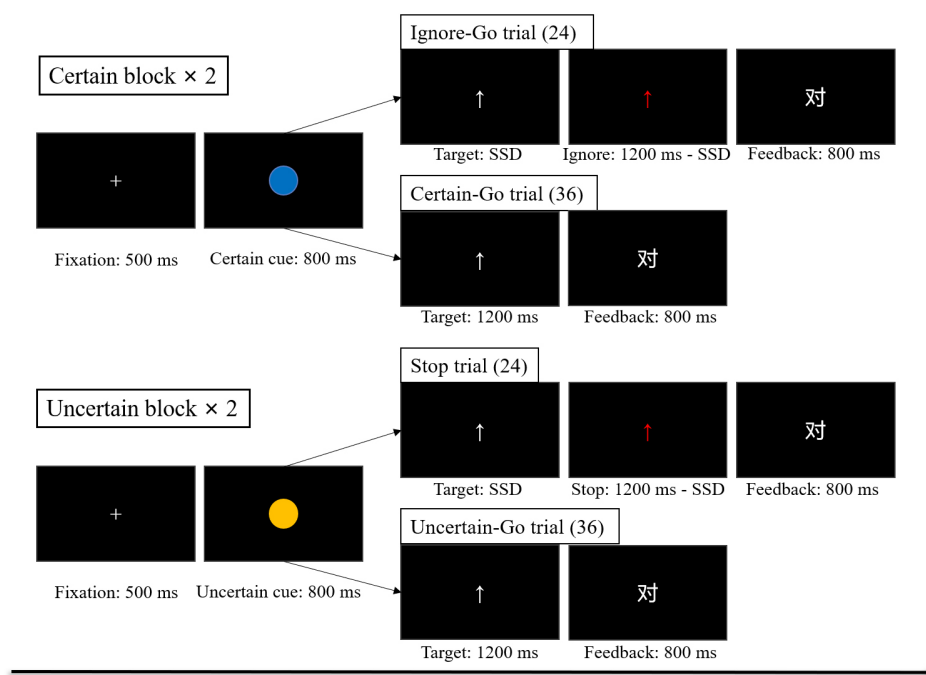 Certain block × 2
Fixation: 500 ms
Certain cue: 800 ms
Ignore-Go trial (24)
对
Target: SSD
Ignore: 1200 ms - SSD
Feedback: 800 ms
Certain-Go trial (36)
对
Target: 1200 ms
Feedback: 800 ms
Uncertain block × 2
Fixation: 500 ms
Uncertain cue: 800 ms
Stop trial (24)
对
Target: SSD
Stop: 1200 ms - SSD
Feedback: 800 ms
Uncertain-Go trial (36)
对
Target: 1200 ms
Feedback: 800 ms